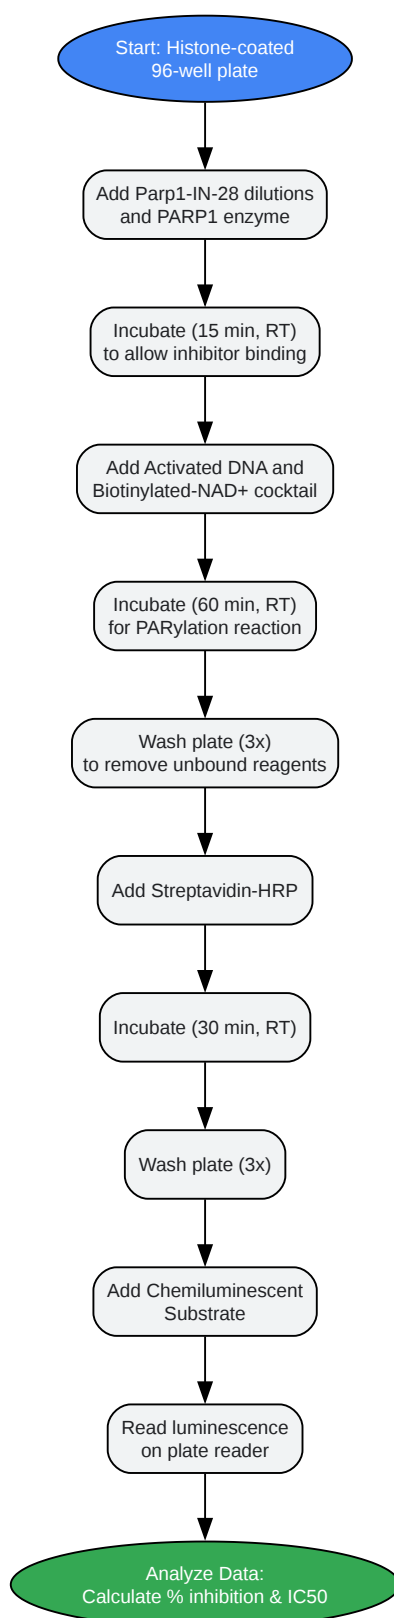 Start: Histone-coated
96-well plate
Add Parp1-IN-28 dilutions
and PARP1 enzyme
Incubate (15 min, RT)
to allow inhibitor binding
Add Activated DNA and
Biotinylated-NAD+ cocktail
Incubate (60 min, RT)
for PARylation reaction
Wash plate (3x)
to remove unbound reagents
Add Streptavidin-HRP
Incubate (30 min, RT)
Wash plate (3x)
Add Chemiluminescent
Substrate
Read luminescence
on plate reader
Analyze Data:
Calculate % inhibition & IC50